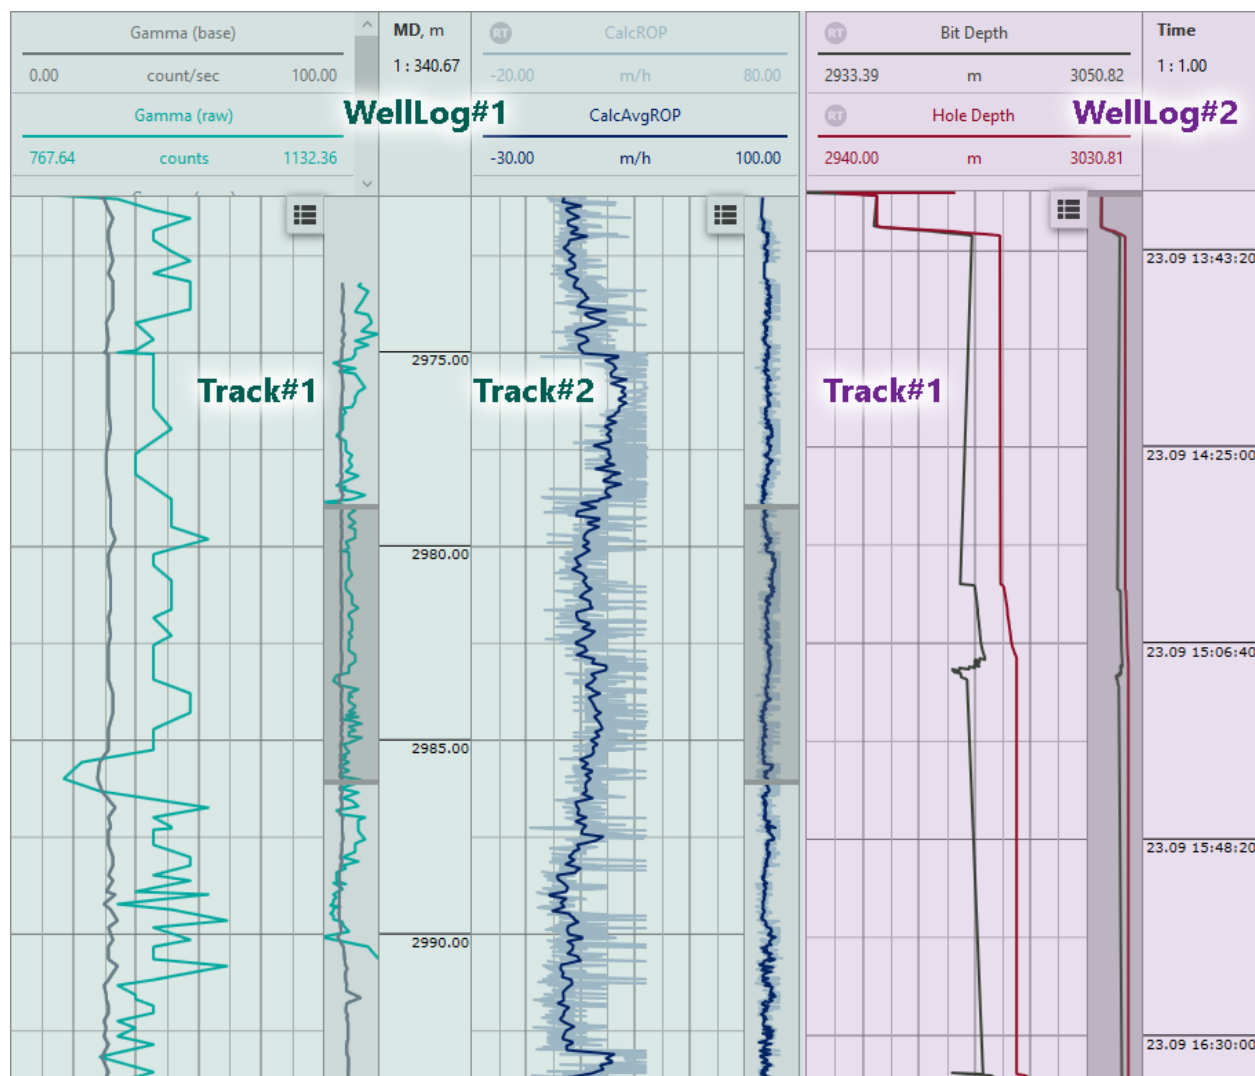 Gamma (base)
0.00 count/sec 100.00
Gamma (raw)
767.64 counts 1132.36
MD, m
1 : 340.67
WellLog#1
RT CalcROP
-20.00 m/h 80.00
CalcAvgROP
-30.00 m/h 100.00
RT Bit Depth
2933.39 m 3050.82
RT Hole Depth
2940.00 m 3030.81
Time
1 : 1.00
WellLog#2
Track#1
Track#2
Track#1
2975.00
2980.00
2985.00
2990.00
23.09 13:43:20
23.09 14:25:00
23.09 15:06:40
23.09 15:48:20
23.09 16:30:00